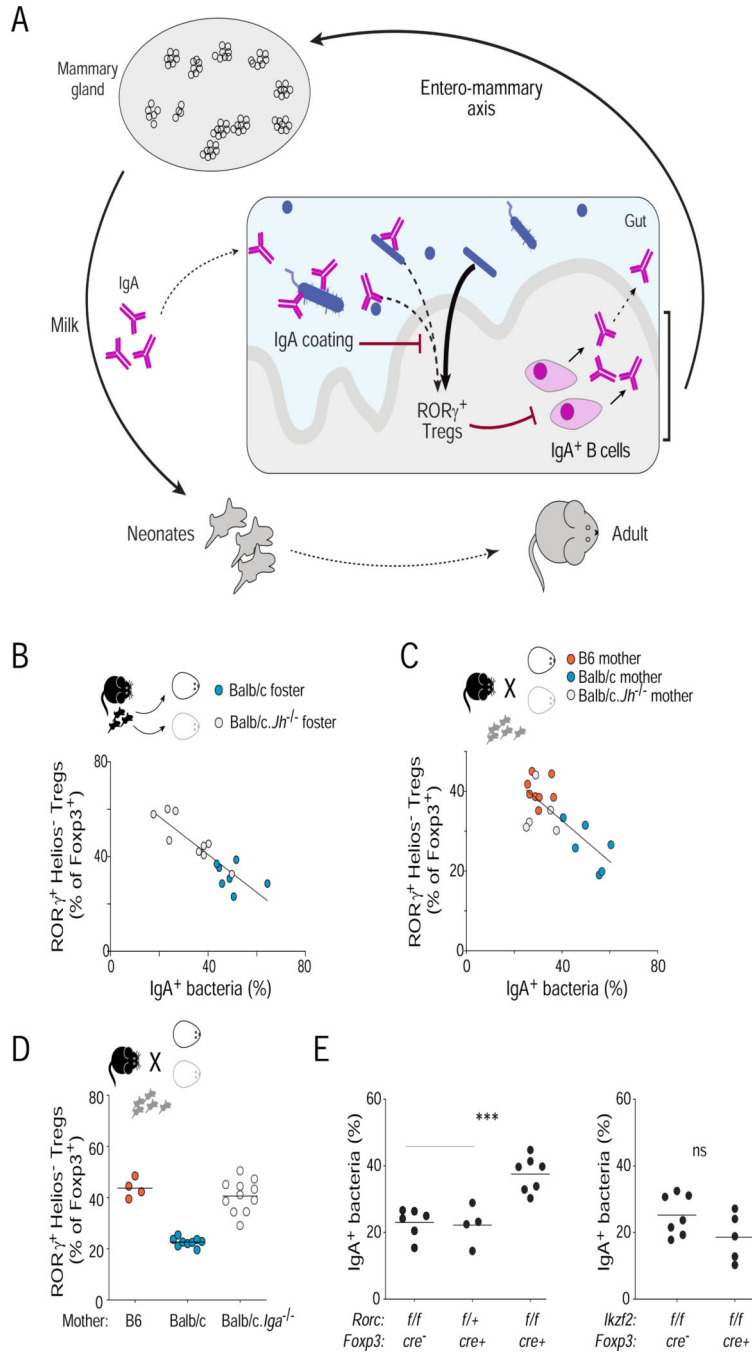 A
Mammary
gland
Entero-mammary
axis
Gut
IgA
Milk
IgA coating
RORγ+
Tregs
IgA+ B cells
Neonates
Adult
B
Balb/c foster
Balb/c.Jh-/- foster
RORγ+ Helios- Tregs
(% of Foxp3+)
80
40
0
0
40
80
IgA+ bacteria (%)
C
B6 mother
Balb/c mother
Balb/c.Jh-/- mother
RORγ+ Helios- Tregs
(% of Foxp3+)
60
40
20
0
0
40
80
IgA+ bacteria (%)
D
RORγ+ Helios- Tregs
(% of Foxp3+)
80
60
40
20
0
Mother: B6 Balb/c Balb/c.Iga-/-
E
IgA+ bacteria (%)
60
40
20
0
***
Rorc: f/f f/+ f/f
Foxp3: cre- cre+ cre+
IgA+ bacteria (%)
60
40
20
0
ns
Ikzf2: f/f f/f
Foxp3: cre- cre+